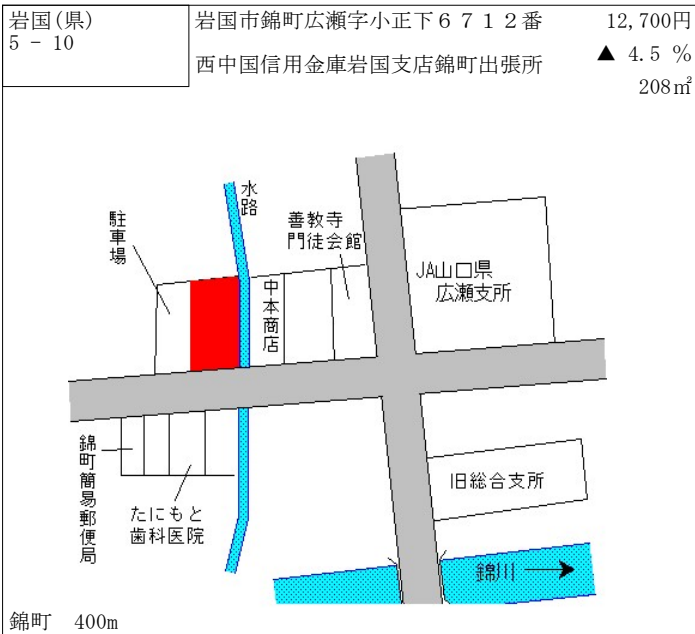 岩国(県)
5 - 10
岩国市錦町広瀬字小正下６７１２番
12,700円
西中国信用金庫岩国支店錦町出張所
▲ 4.5 %
208㎡
水路
駐車場
善教寺
門徒会館
中本商店
JA山口県
広瀬支所
錦町簡易郵便局
たにもと
歯科医院
旧総合支所
錦川
錦町　400m